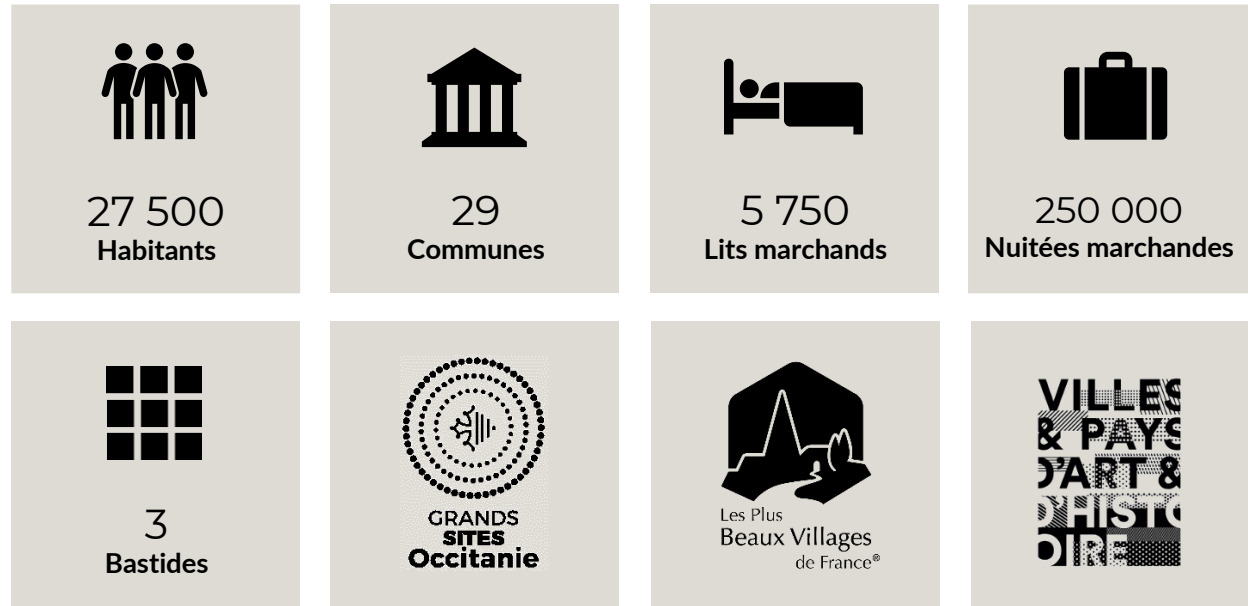 27 500
Habitants
29
Communes
5 750
Lits marchands
250 000
Nuitées marchandes
3
Bastides
GRANDS
SITES
Occitanie
Les Plus
Beaux Villages
de France®
VILLES
& PAYS
D'ART &
D'HISTO
OIRE